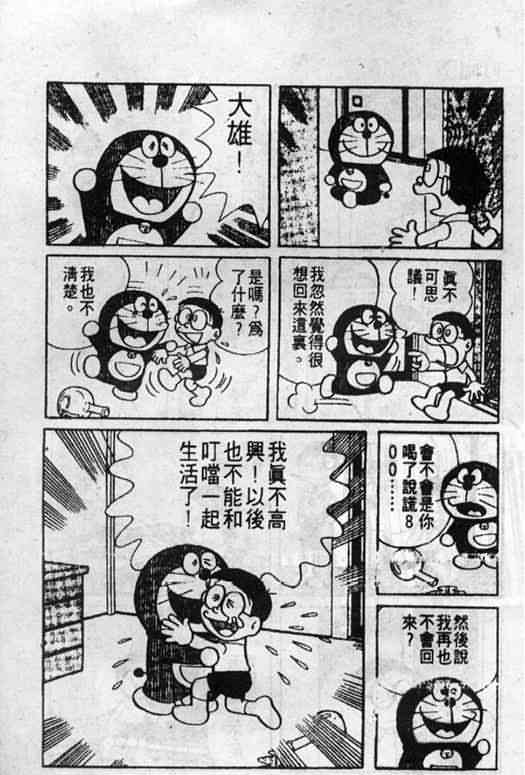 大雄！
眞不
可思
議！
我忽然覺得很
想回來這裏。
是嗎？爲
了什麼？
我也不
清楚。
會不會是你
喝了說謊8
00……
然後說
我再也
不會回
來？
我眞不高
興！以後
也不能和
叮噹一起
生活了！